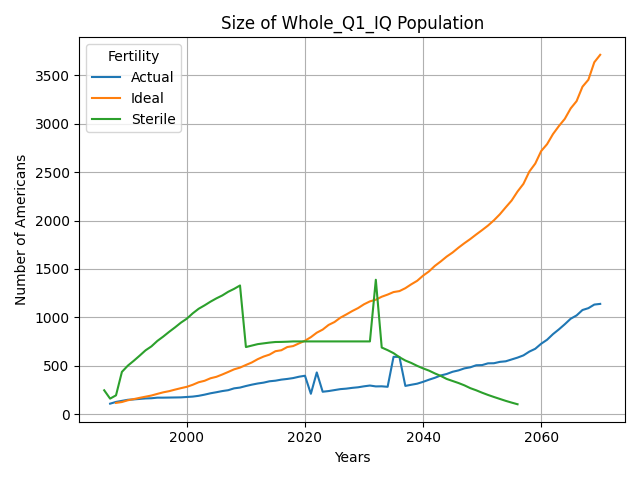 Size of Whole_Q1_IQ Population
Fertility
Actual
Ideal
Sterile
Number of Americans
3500
3000
2500
2000
1500
1000
500
0
2000
2020
2040
2060
Years